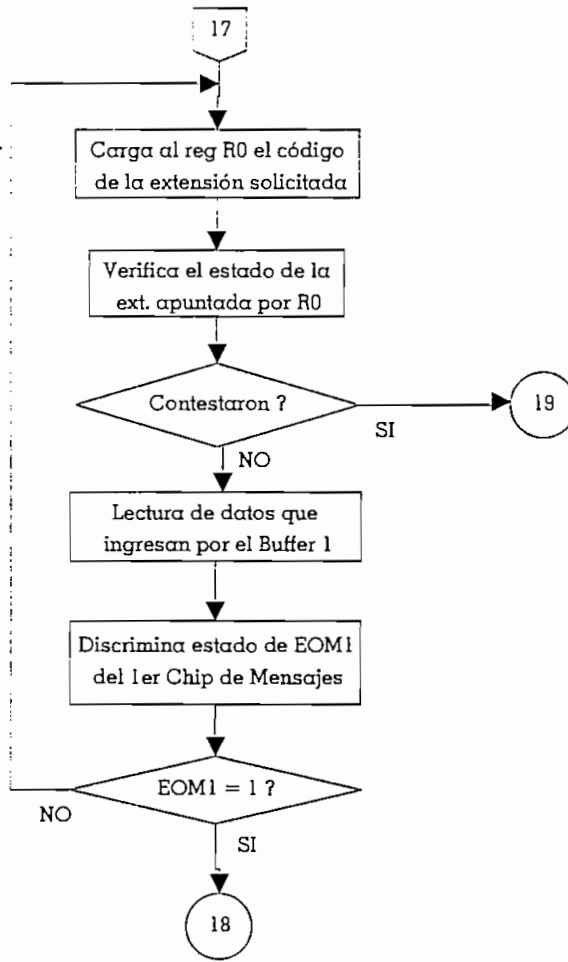 17
Carga al reg R0 el código
de la extensión solicitada
Verifica el estado de la
ext. apuntada por R0
Contestaron ?
19
SI
NO
Lectura de datos que
ingresan por el Buffer 1
Discrimina estado de EOM1
del 1er Chip de Mensajes
EOM1 = 1 ?
NO
SI
18